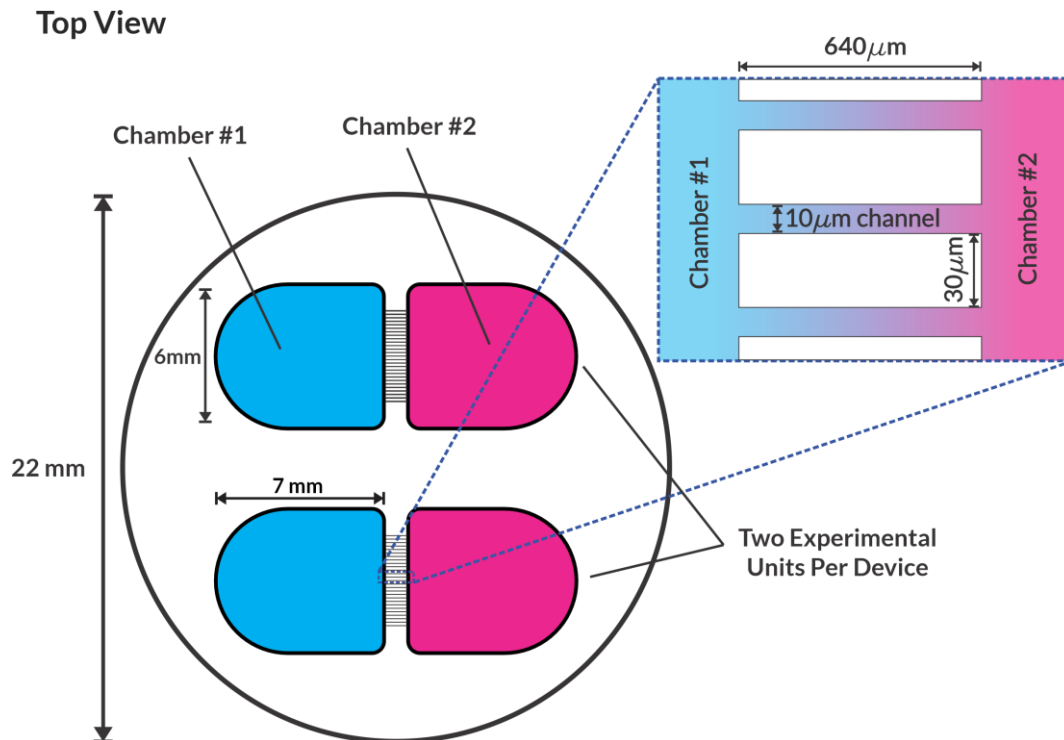 Top View
640μm
Chamber #1
Chamber #2
Chamber #1
10μm channel
30μm
Chamber #2
6mm
22 mm
7 mm
Two Experimental
Units Per Device